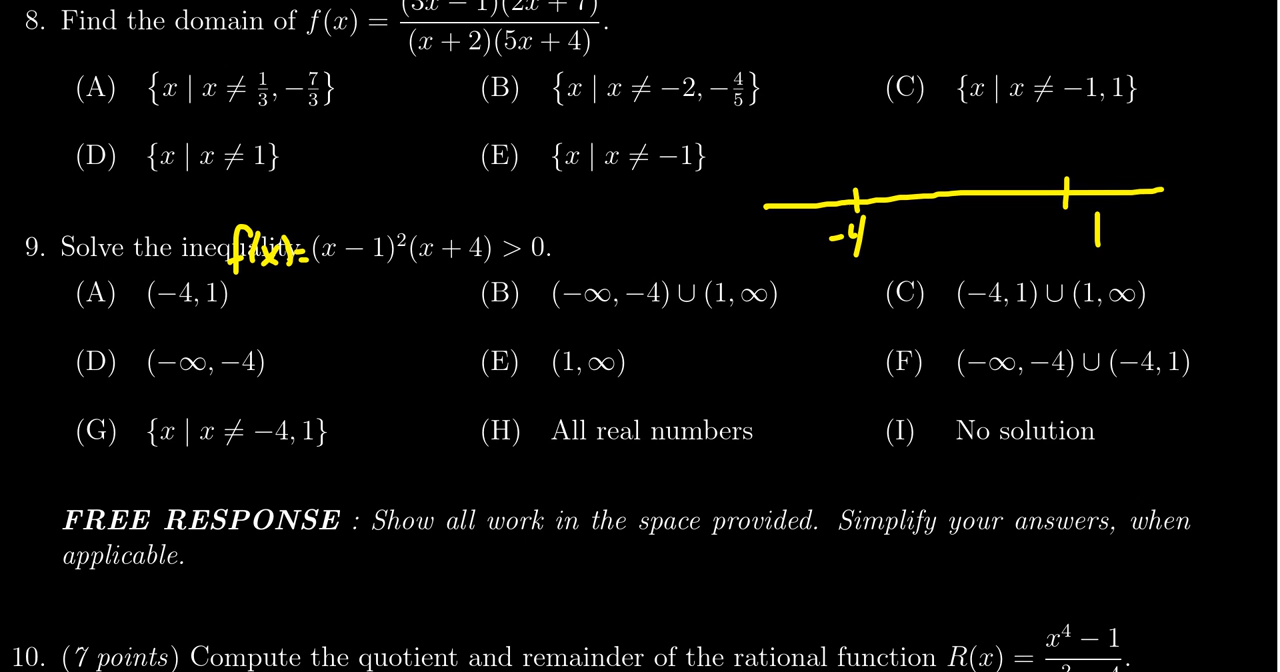 8. Find the domain of f(x) = (3x − 1)(2x + 7) / (x + 2)(5x + 4).
(A) {x | x ≠ 1/3, −7/3} (B) {x | x ≠ −2, −4/5} (C) {x | x ≠ −1, 1}
(D) {x | x ≠ 1} (E) {x | x ≠ −1}
-4 1
9. Solve the inequality (x − 1)²(x + 4) > 0.
f(x)=
(A) (−4, 1) (B) (−∞, −4) ∪ (1, ∞) (C) (−4, 1) ∪ (1, ∞)
(D) (−∞, −4) (E) (1, ∞) (F) (−∞, −4) ∪ (−4, 1)
(G) {x | x ≠ −4, 1} (H) All real numbers (I) No solution
FREE RESPONSE : Show all work in the space provided. Simplify your answers, when
applicable.
10. (7 points) Compute the quotient and remainder of the rational function R(x) = x⁴ − 1